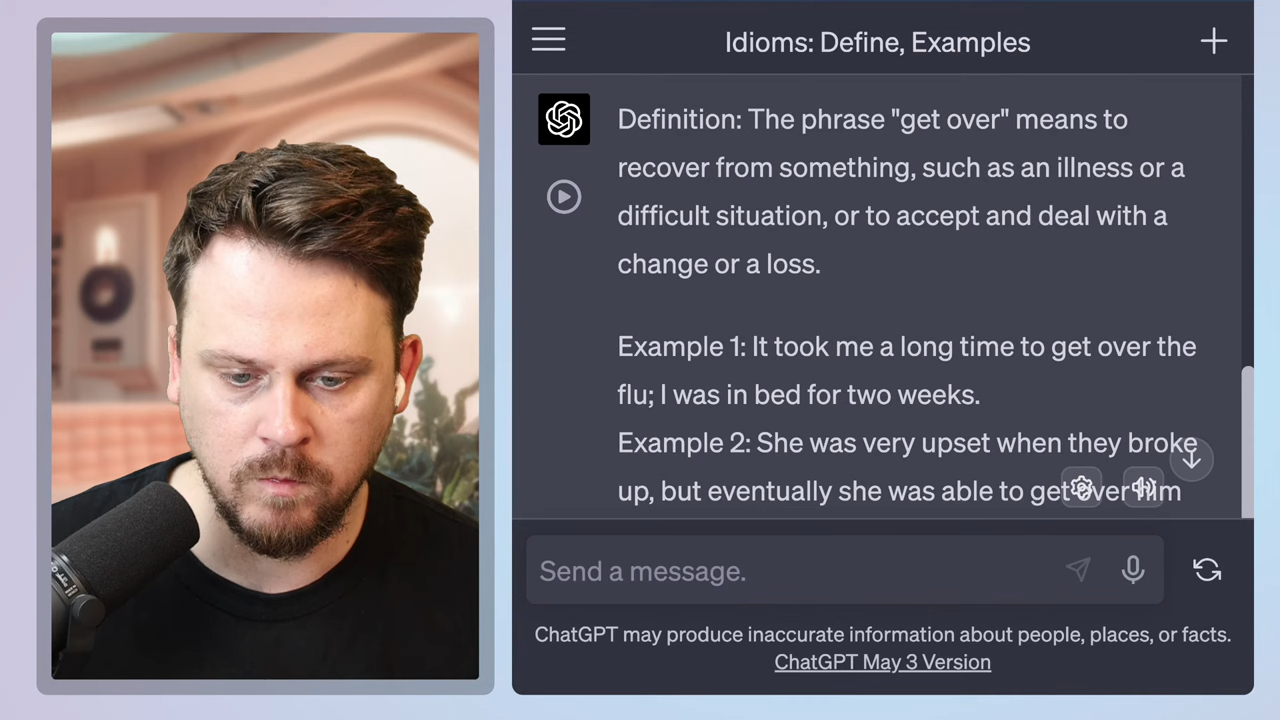 Idioms: Define, Examples
Definition: The phrase "get over" means to
recover from something, such as an illness or a
difficult situation, or to accept and deal with a
change or a loss.
Example 1: It took me a long time to get over the
flu; I was in bed for two weeks.
Example 2: She was very upset when they broke
up, but eventually she was able to get over him
Send a message.
ChatGPT may produce inaccurate information about people, places, or facts.
ChatGPT May 3 Version